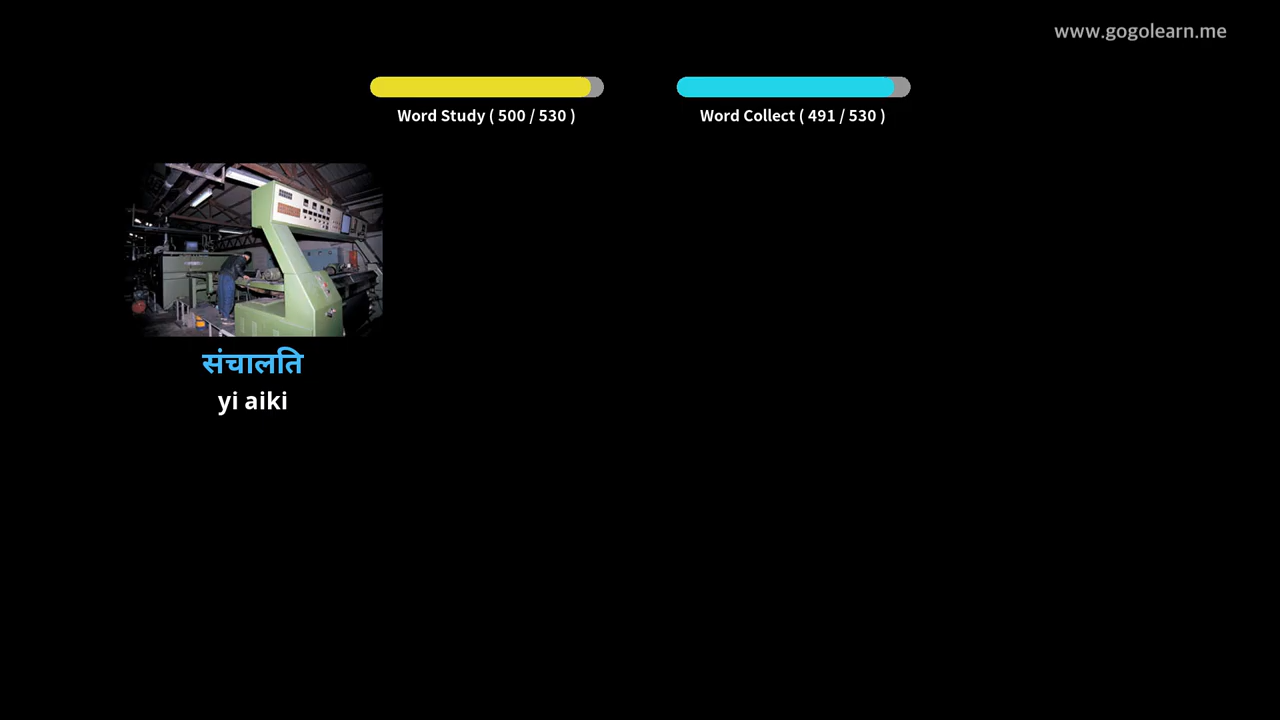 www.gogolearn.me
Word Study ( 500 / 530 )
Word Collect ( 491 / 530 )
संचालति
yi aiki